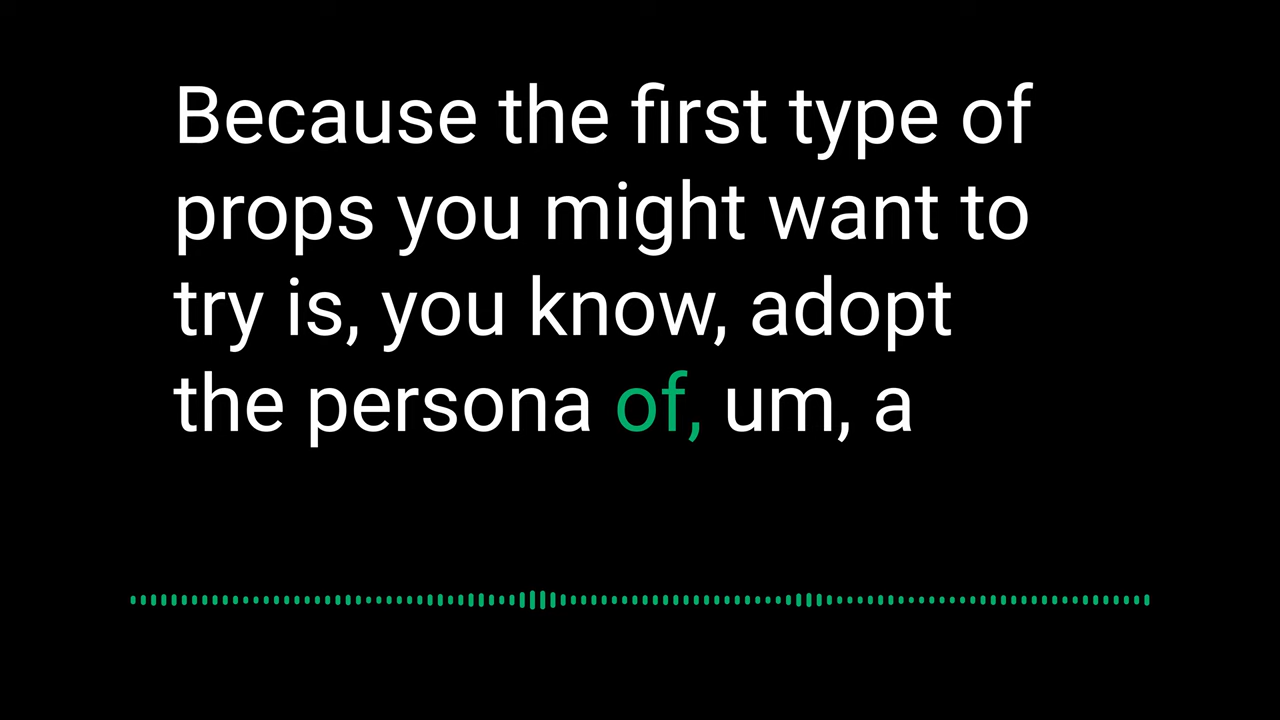 Because the first type of
props you might want to
try is, you know, adopt
the persona of, um, a